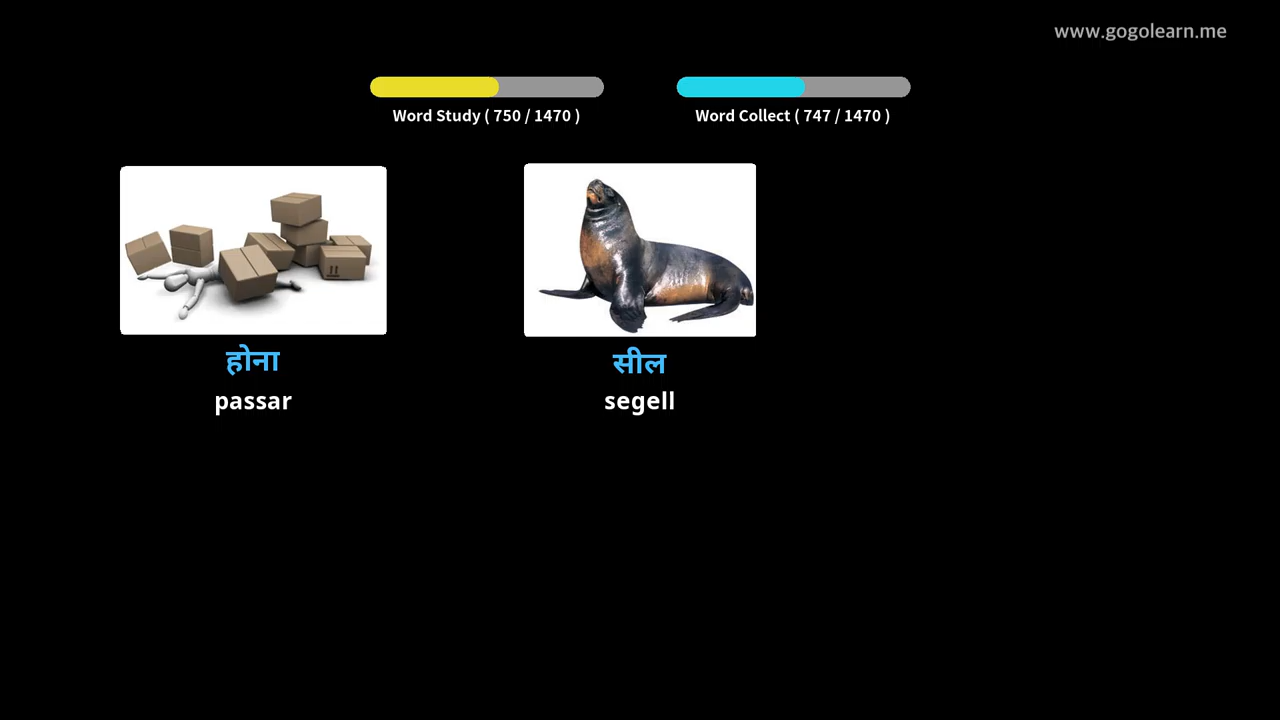 www.gogolearn.me
Word Study ( 750 / 1470 )
Word Collect ( 747 / 1470 )
होना
passar
सील
segell